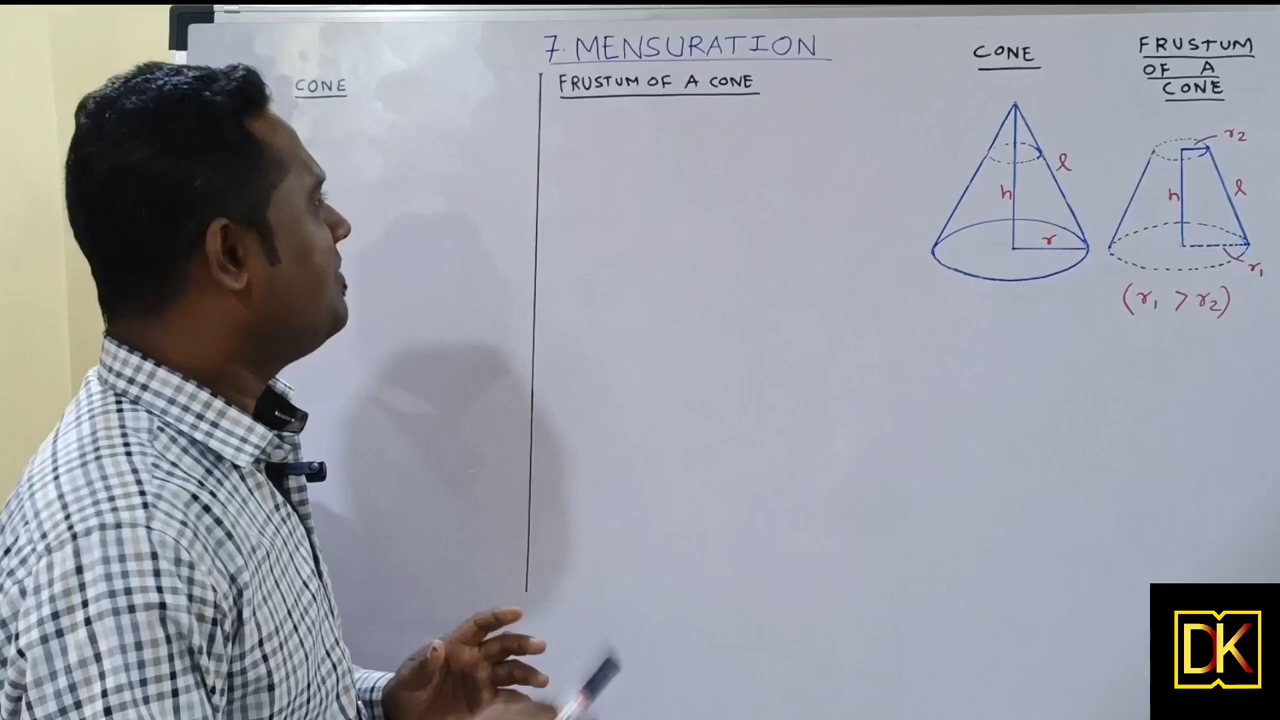 7. MENSURATION
CONE
FRUSTUM OF A CONE
CONE
h
l
r
FRUSTUM
OF A
CONE
r2
h
l
r1
(r1 > r2)
DK